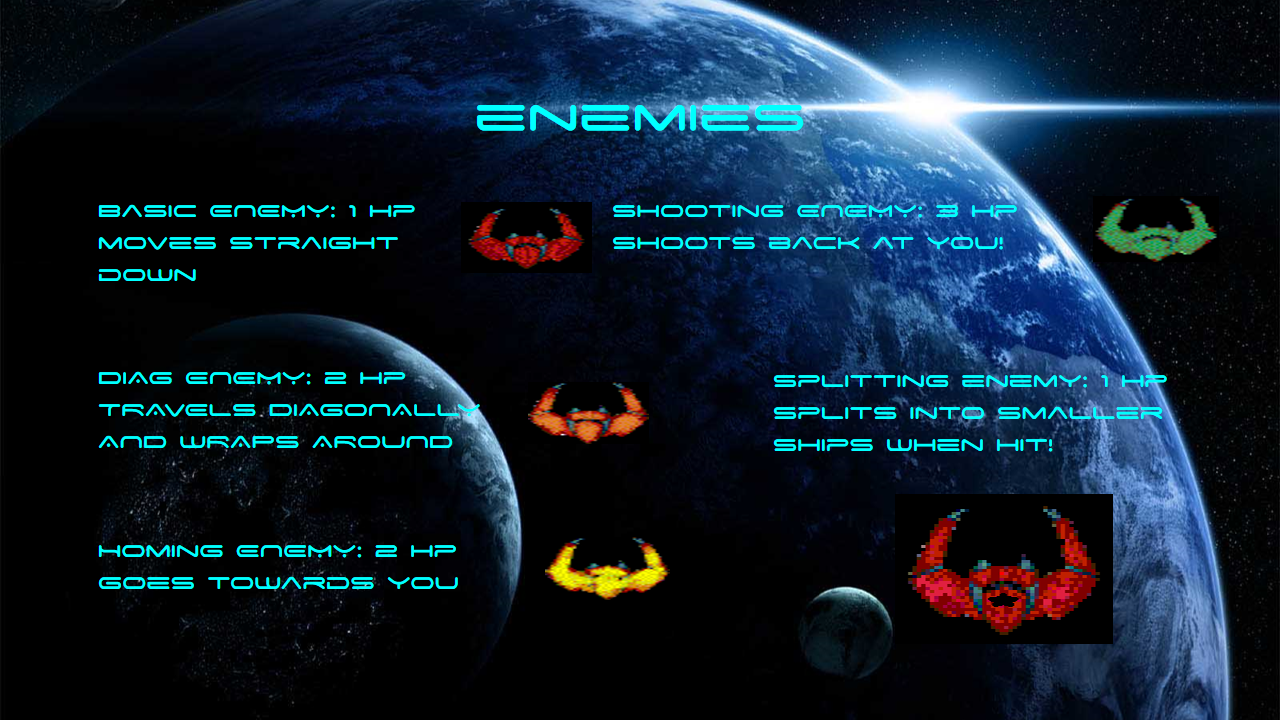 ENEMIES
BASIC ENEMY: 1 HP
MOVES STRAIGHT
DOWN
SHOOTING ENEMY: 3 HP
SHOOTS BACK AT YOU!
DIAG ENEMY: 2 HP
TRAVELS DIAGONALLY
AND WRAPS AROUND
SPLITTING ENEMY: 1 HP
SPLITS INTO SMALLER
SHIPS WHEN HIT!
HOMING ENEMY: 2 HP
GOES TOWARDS YOU